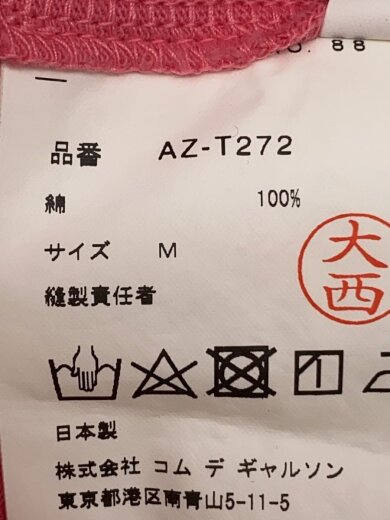 88
品番 AZ-T272
綿 100%
サイズ M
縫製責任者
大西
日本製
株式会社 コム デ ギャルソン
東京都港区南青山5-11-5